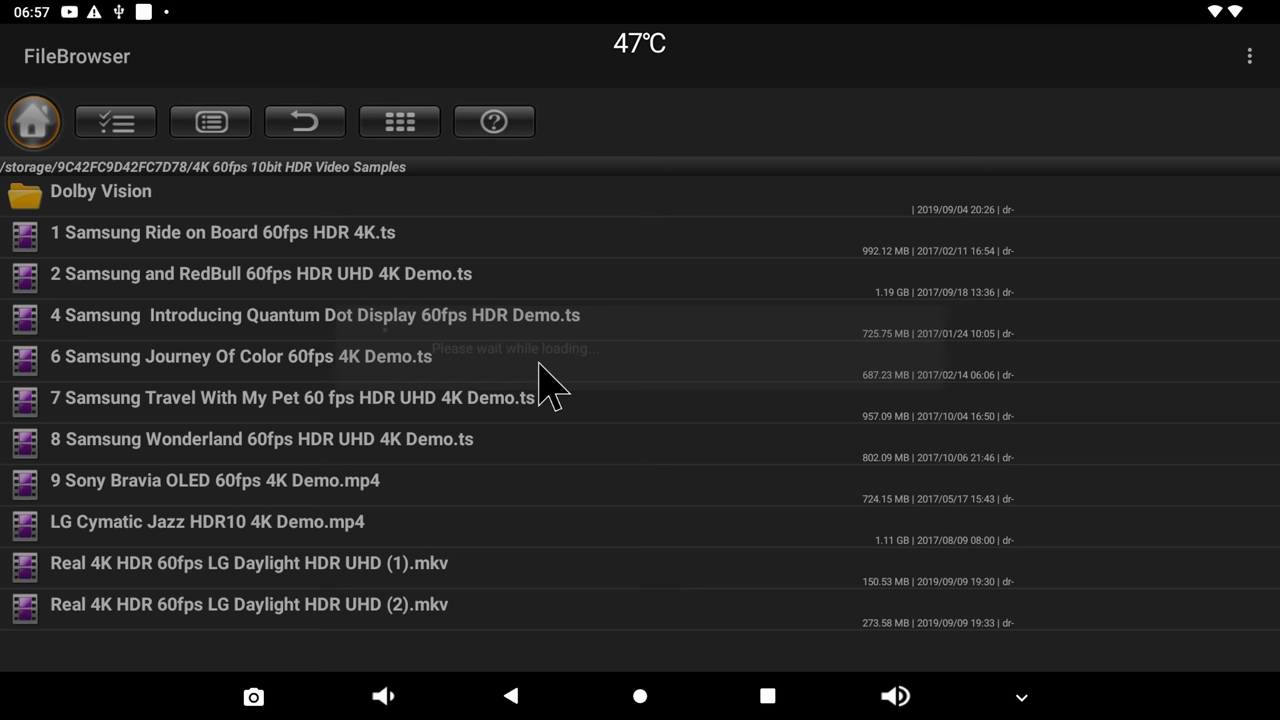 06:57
47°C
FileBrowser
/storage/9C42FC9D42FC7D78/4K 60fps 10bit HDR Video Samples
Dolby Vision
| 2019/09/04 20:26 | dr-
1 Samsung Ride on Board 60fps HDR 4K.ts
992.12 MB | 2017/02/11 16:54 | dr-
2 Samsung and RedBull 60fps HDR UHD 4K Demo.ts
1.19 GB | 2017/09/18 13:36 | dr-
4 Samsung  Introducing Quantum Dot Display 60fps HDR Demo.ts
725.75 MB | 2017/01/24 10:05 | dr-
Please wait while loading...
6 Samsung Journey Of Color 60fps 4K Demo.ts
687.23 MB | 2017/02/14 06:06 | dr-
7 Samsung Travel With My Pet 60 fps HDR UHD 4K Demo.ts
957.09 MB | 2017/10/04 16:50 | dr-
8 Samsung Wonderland 60fps HDR UHD 4K Demo.ts
802.09 MB | 2017/10/06 21:46 | dr-
9 Sony Bravia OLED 60fps 4K Demo.mp4
724.15 MB | 2017/05/17 15:43 | dr-
LG Cymatic Jazz HDR10 4K Demo.mp4
1.11 GB | 2017/08/09 08:00 | dr-
Real 4K HDR 60fps LG Daylight HDR UHD (1).mkv
150.53 MB | 2019/09/09 19:30 | dr-
Real 4K HDR 60fps LG Daylight HDR UHD (2).mkv
273.58 MB | 2019/09/09 19:33 | dr-